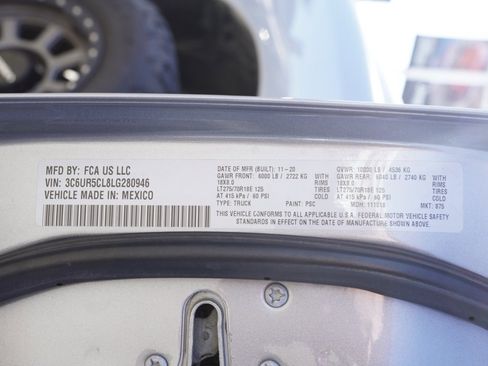 MFD BY: FCA US LLC
VIN: 3C6UR5CL8LG280946
VEHICLE MADE IN: MEXICO
DATE OF MFR (BUILT): 11-20
GAWR FRONT: 6000 LB / 2722 KG WITH
18X8.0 RIMS
LT275/70R18E 125 TIRES
AT 415 kPa / 60 PSI COLD
TYPE: TRUCK PAINT: PSC
GVWR: LB / 4536 KG
GAWR REAR: 6040 LB / 2740 KG WITH
18X8.0 RIMS
LT275/70R18E 125 TIRES
AT 415 kPa / 60 PSI COLD
MDH: MKT: 875
THIS VEHICLE CONFORMS TO ALL APPLICABLE U.S.A. FEDERAL MOTOR VEHICLE SAFETY
STANDARDS IN EFFECT ON THE DATE OF MANUFACTURE SHOWN ABOVE.